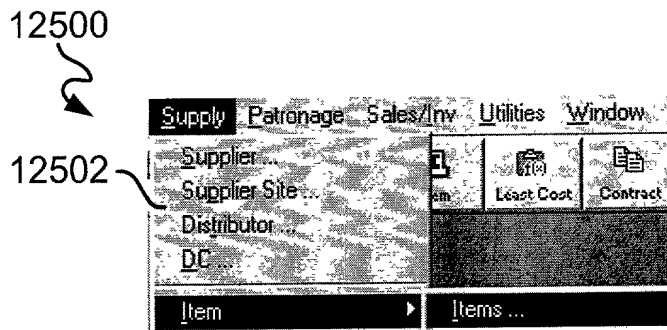 12500
Supply Patronage Sales/Inv Utilities Window
12502
Supplier ...
Supplier Site ...
Least Cost Contract
Distributor ...
DC ...
Item Items ...